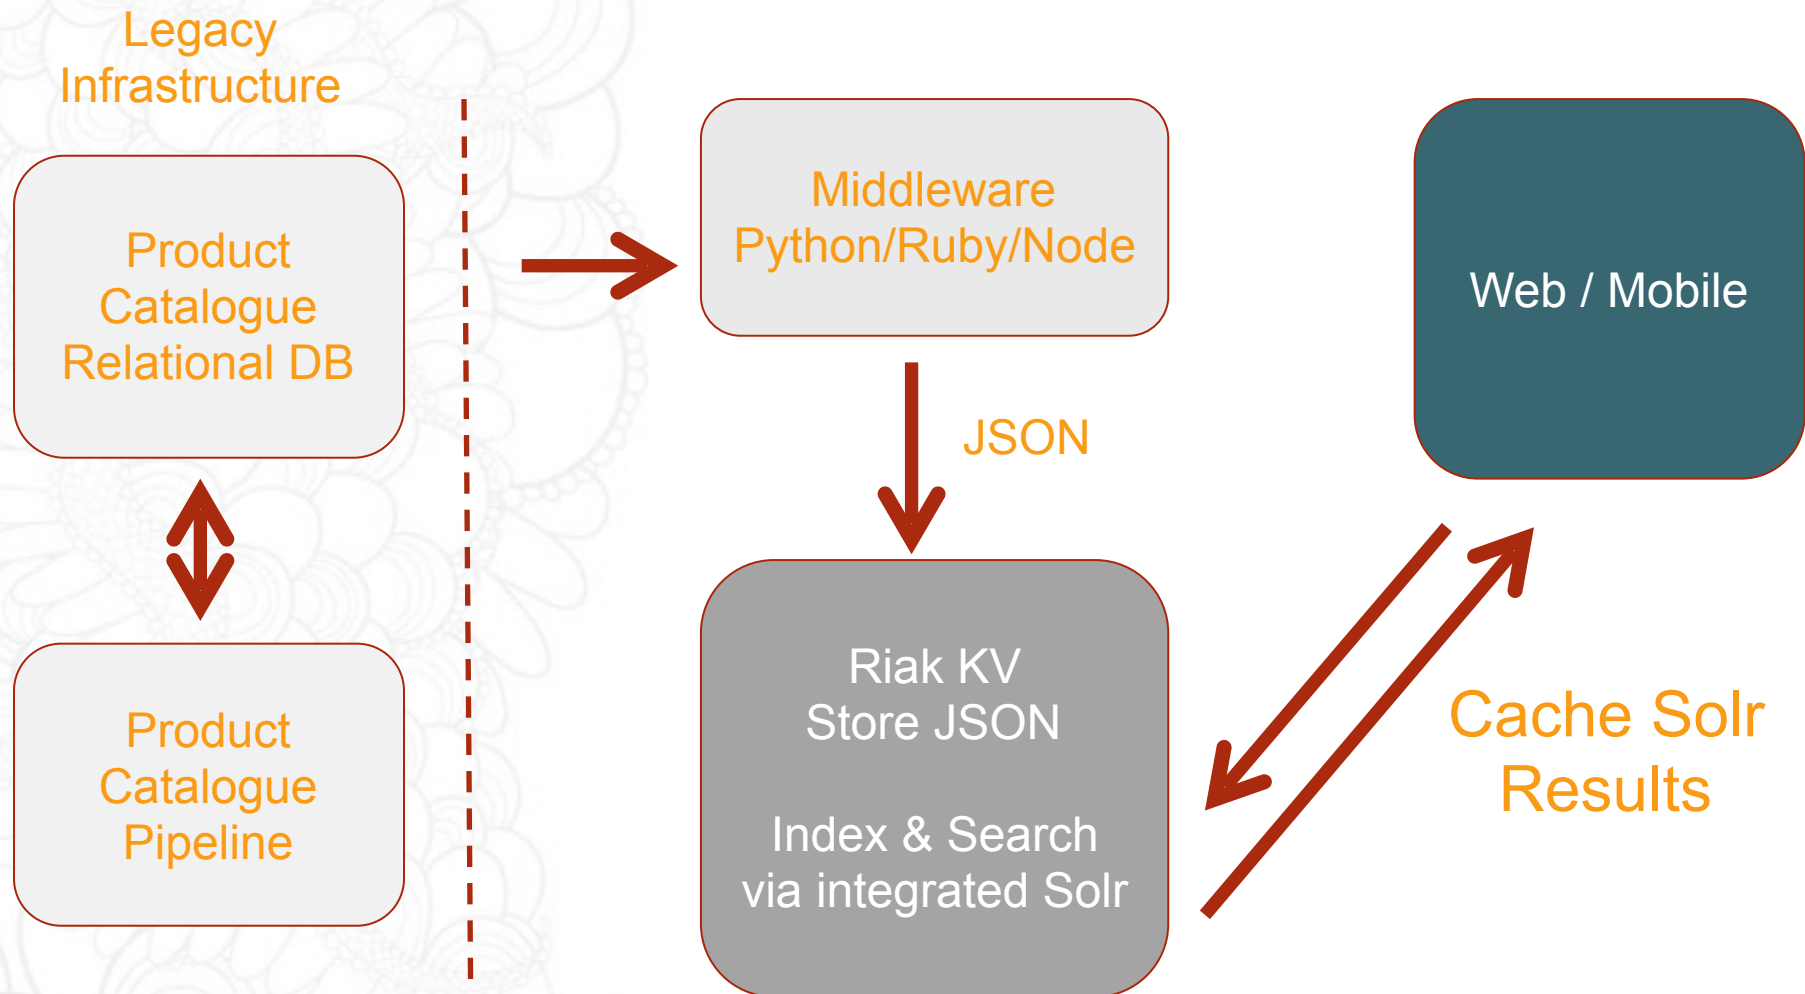 Legacy
Infrastructure
Product
Catalogue
Relational DB
Product
Catalogue
Pipeline
Middleware
Python/Ruby/Node
JSON
Riak KV
Store JSON
Index & Search
via integrated Solr
Web / Mobile
Cache Solr
Results